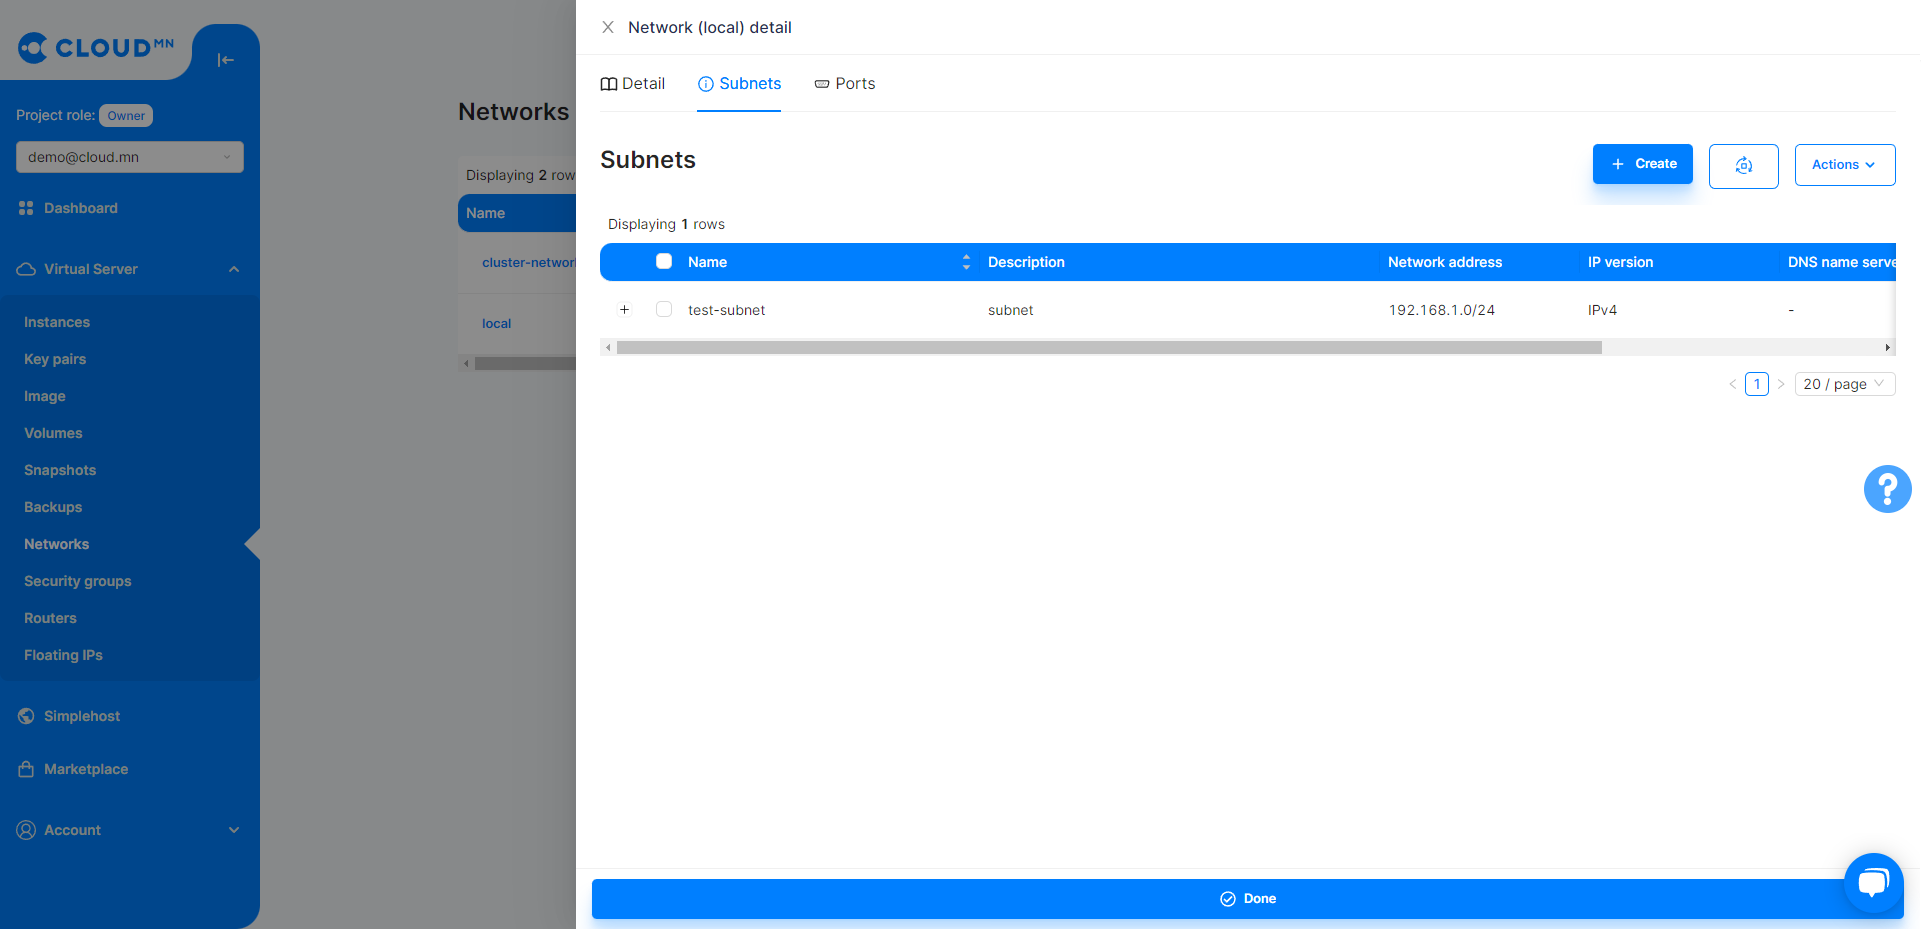 CLOUD MN
Project role: Owner
demo@cloud.mn
Dashboard
Virtual Server
Instances
Key pairs
Image
Volumes
Snapshots
Backups
Networks
Security groups
Routers
Floating IPs
Simplehost
Marketplace
Account
Networks
Displaying 2 row
Name
cluster-networ
local
Network (local) detail
Detail Subnets Ports
Subnets
Create Actions
Displaying 1 rows
Name Description Network address IP version DNS name serve
test-subnet subnet 192.168.1.0/24 IPv4 -
1 20 / page
?
Done